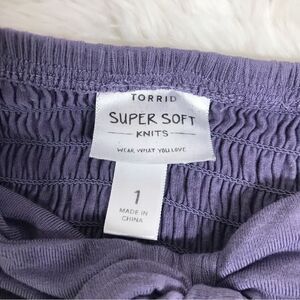 TORRID
SUPER SOFT
KNITS
WEAR WHAT YOU LOVE
1
MADE IN
CHINA